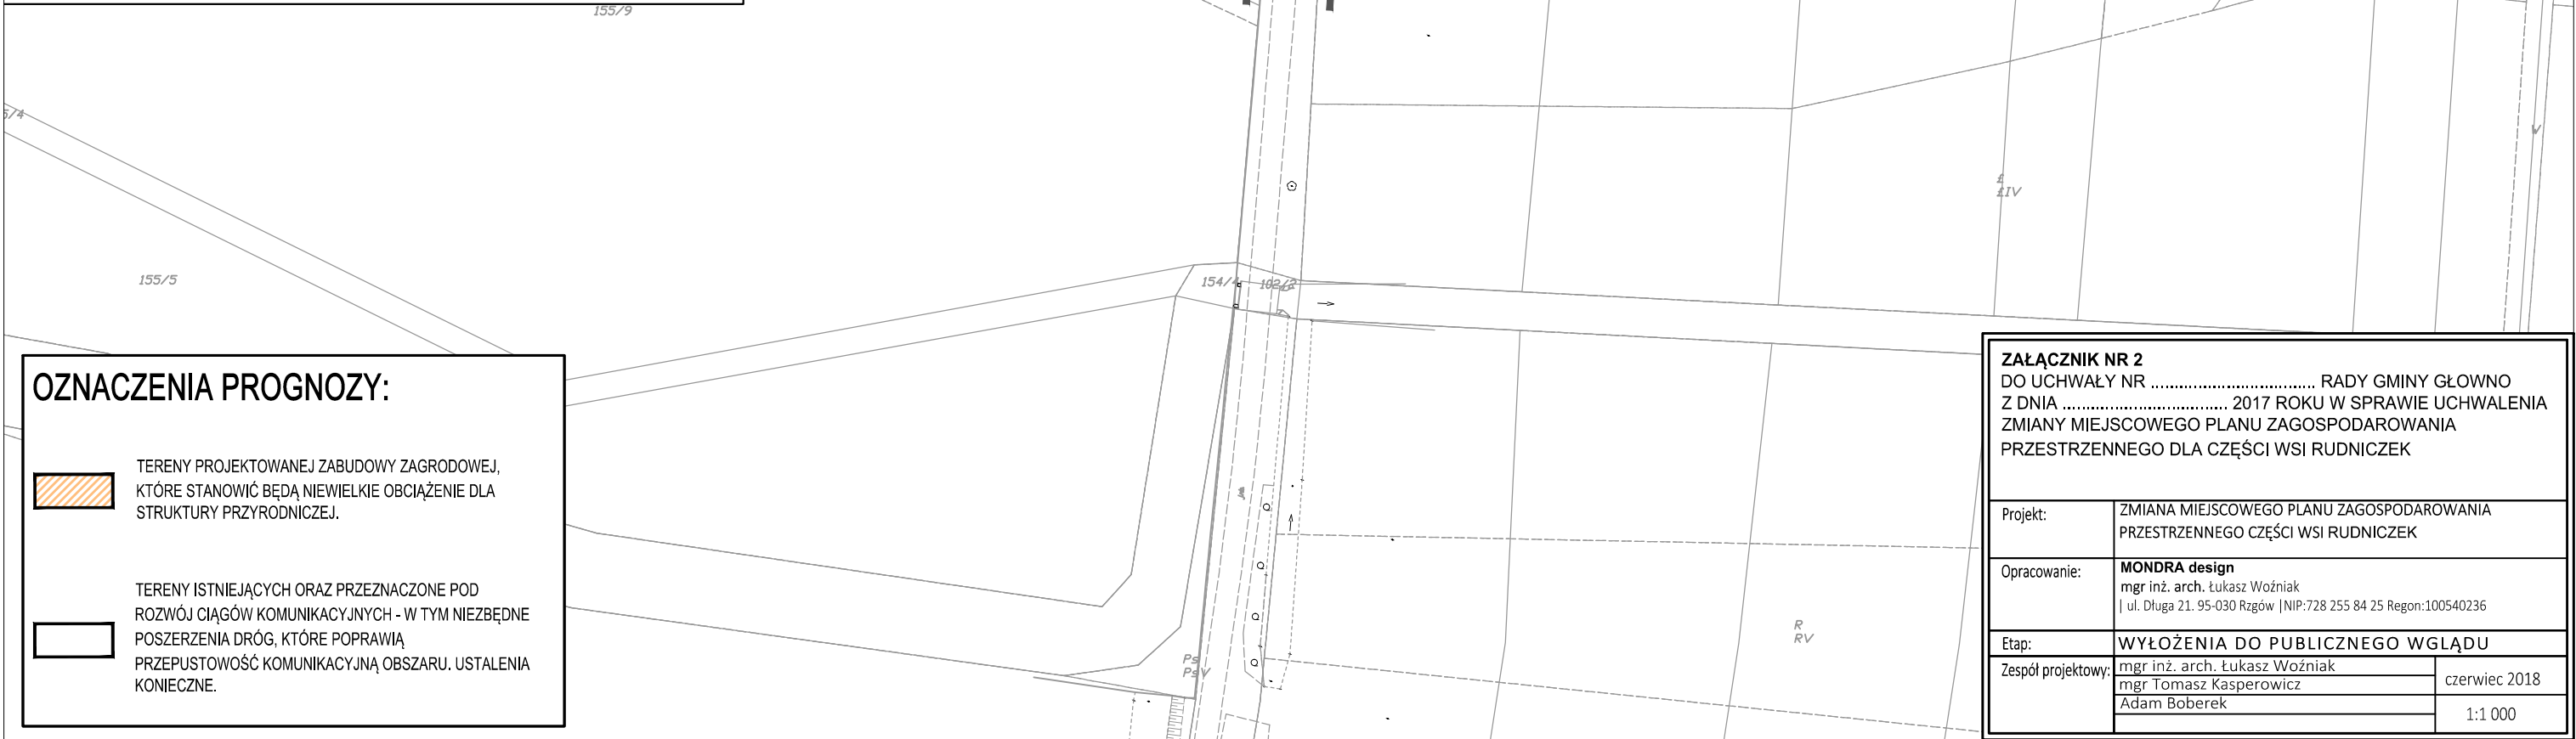 155/9
5/4
155/5
154/4
102/2
Ł
ŁIV
V
R
RV
Ps
PsV
OZNACZENIA PROGNOZY:
TERENY PROJEKTOWANEJ ZABUDOWY ZAGRODOWEJ,
KTÓRE STANOWIĆ BĘDĄ NIEWIELKIE OBCIĄŻENIE DLA
STRUKTURY PRZYRODNICZEJ.
TERENY ISTNIEJĄCYCH ORAZ PRZEZNACZONE POD
ROZWÓJ CIĄGÓW KOMUNIKACYJNYCH - W TYM NIEZBĘDNE
POSZERZENIA DRÓG, KTÓRE POPRAWIĄ
PRZEPUSTOWOŚĆ KOMUNIKACYJNĄ OBSZARU. USTALENIA
KONIECZNE.
ZAŁĄCZNIK NR 2
DO UCHWAŁY NR .................................. RADY GMINY GŁOWNO
Z DNIA .................................. 2017 ROKU W SPRAWIE UCHWALENIA
ZMIANY MIEJSCOWEGO PLANU ZAGOSPODAROWANIA
PRZESTRZENNEGO DLA CZĘŚCI WSI RUDNICZEK
Projekt:
ZMIANA MIEJSCOWEGO PLANU ZAGOSPODAROWANIA
PRZESTRZENNEGO CZĘŚCI WSI RUDNICZEK
Opracowanie:
MONDRA design
mgr inż. arch. Łukasz Woźniak
| ul. Długa 21. 95-030 Rzgów |NIP:728 255 84 25 Regon:100540236
Etap:
WYŁOŻENIA DO PUBLICZNEGO WGLĄDU
Zespół projektowy:
mgr inż. arch. Łukasz Woźniak
mgr Tomasz Kasperowicz
Adam Boberek
czerwiec 2018
1:1 000